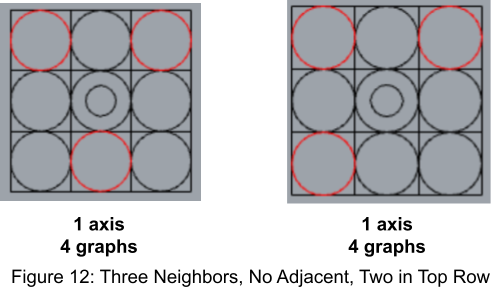 1 axis
4 graphs
1 axis
4 graphs
Figure 12: Three Neighbors, No Adjacent, Two in Top Row